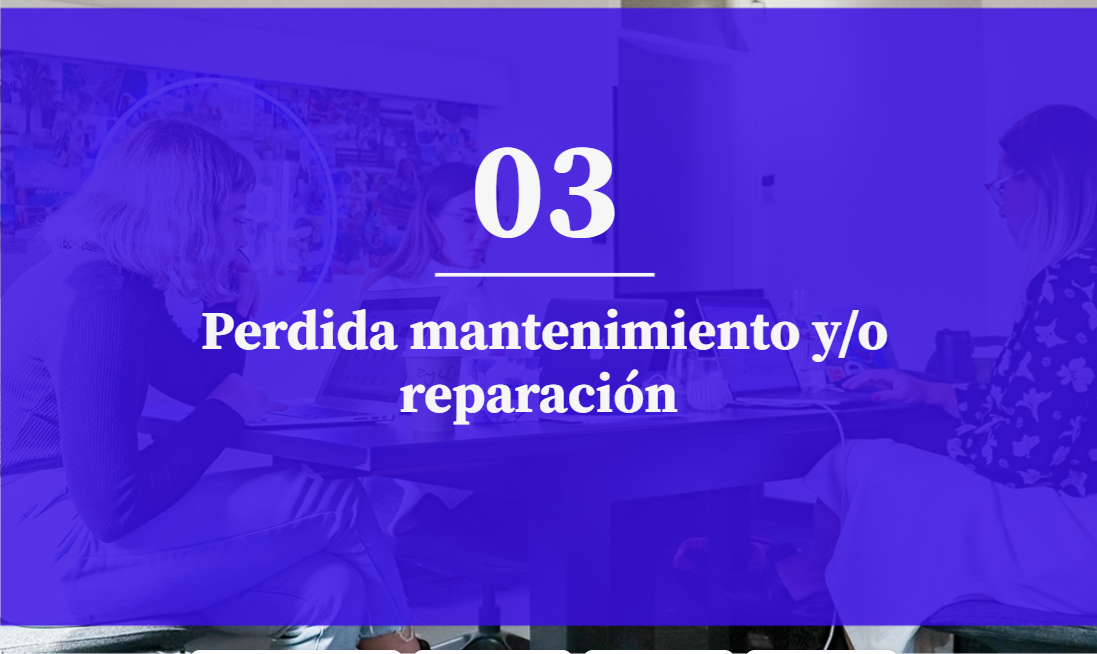 03
Perdida mantenimiento y/o
reparación